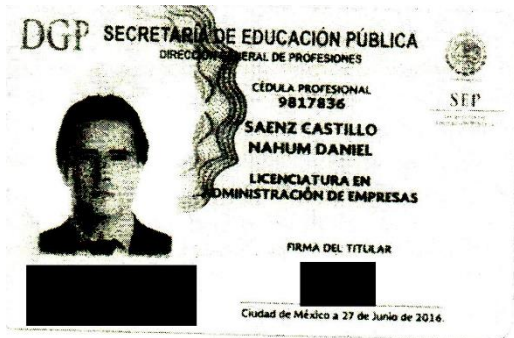 DGP SECRETARÍA DE EDUCACIÓN PÚBLICA
DIRECCIÓN GENERAL DE PROFESIONES
CÉDULA PROFESIONAL
9817836
SEP
SAENZ CASTILLO
NAHUM DANIEL
LICENCIATURA EN
ADMINISTRACIÓN DE EMPRESAS
FIRMA DEL TITULAR
Ciudad de México a 27 de Junio de 2016.